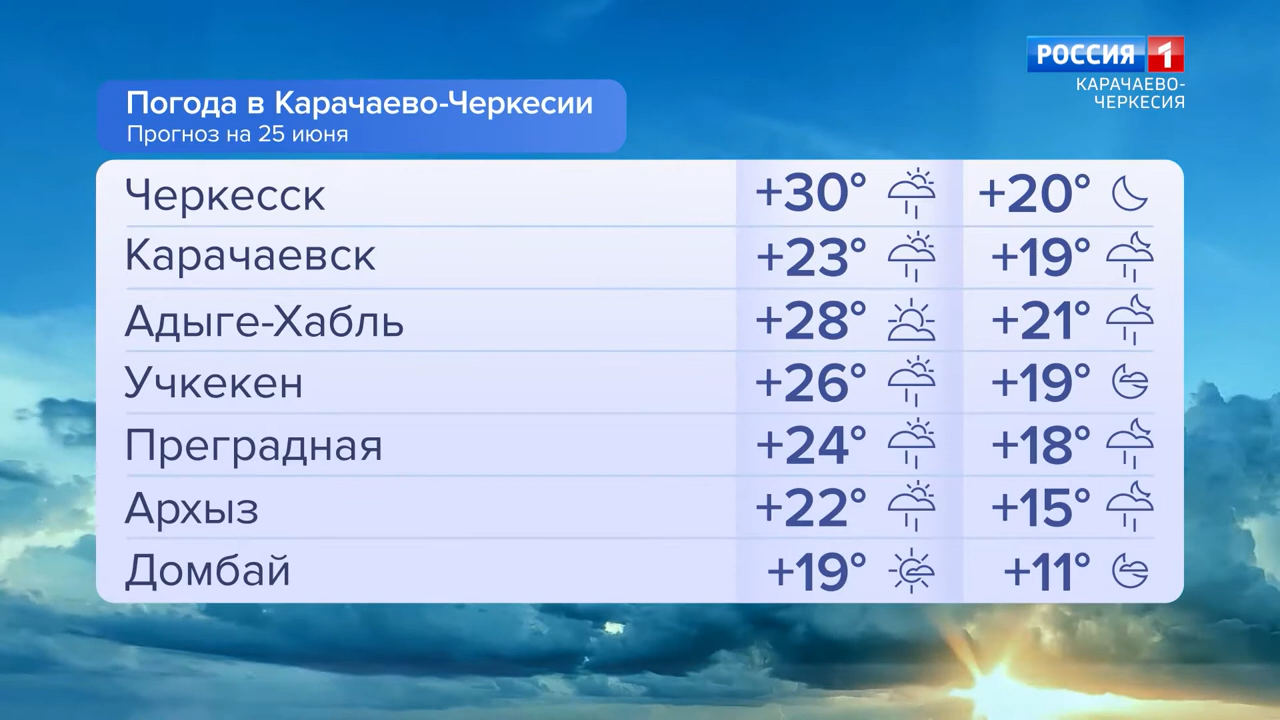 РОССИЯ 1
КАРАЧАЕВО-
ЧЕРКЕСИЯ
Погода в Карачаево-Черкесии
Прогноз на 25 июня
Черкесск +30° +20°
Карачаевск +23° +19°
Адыге-Хабль +28° +21°
Учкекен +26° +19°
Преградная +24° +18°
Архыз +22° +15°
Домбай +19° +11°